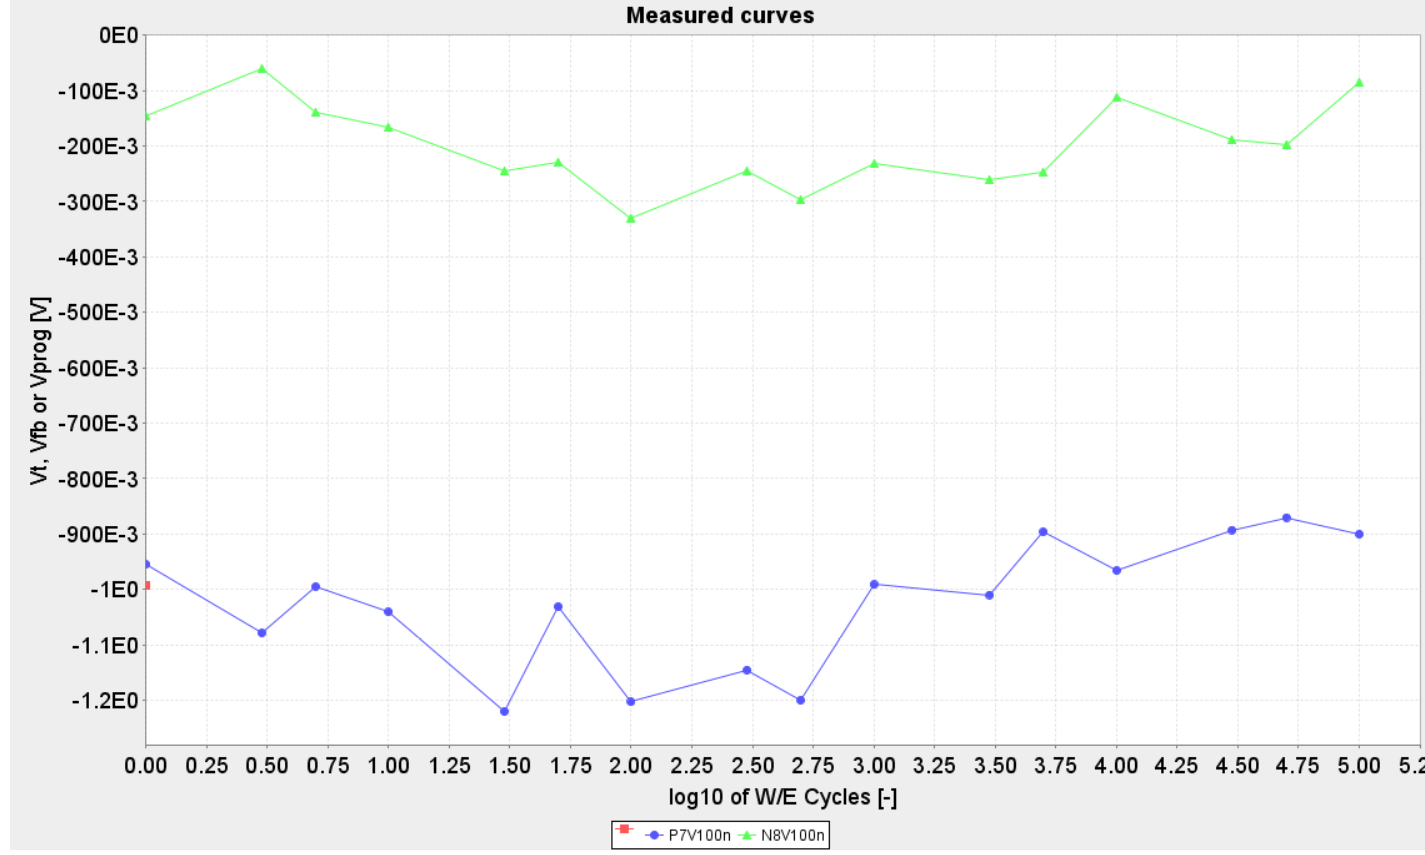 Measured curves
0E0
-100E-3
-200E-3
-300E-3
-400E-3
-500E-3
-600E-3
-700E-3
-800E-3
-900E-3
-1E0
-1.1E0
-1.2E0
Vt, Vfb or Vprog [V]
0.00 0.25 0.50 0.75 1.00 1.25 1.50 1.75 2.00 2.25 2.50 2.75 3.00 3.25 3.50 3.75 4.00 4.25 4.50 4.75 5.00 5.2
log10 of W/E Cycles [-]
P7V100n N8V100n